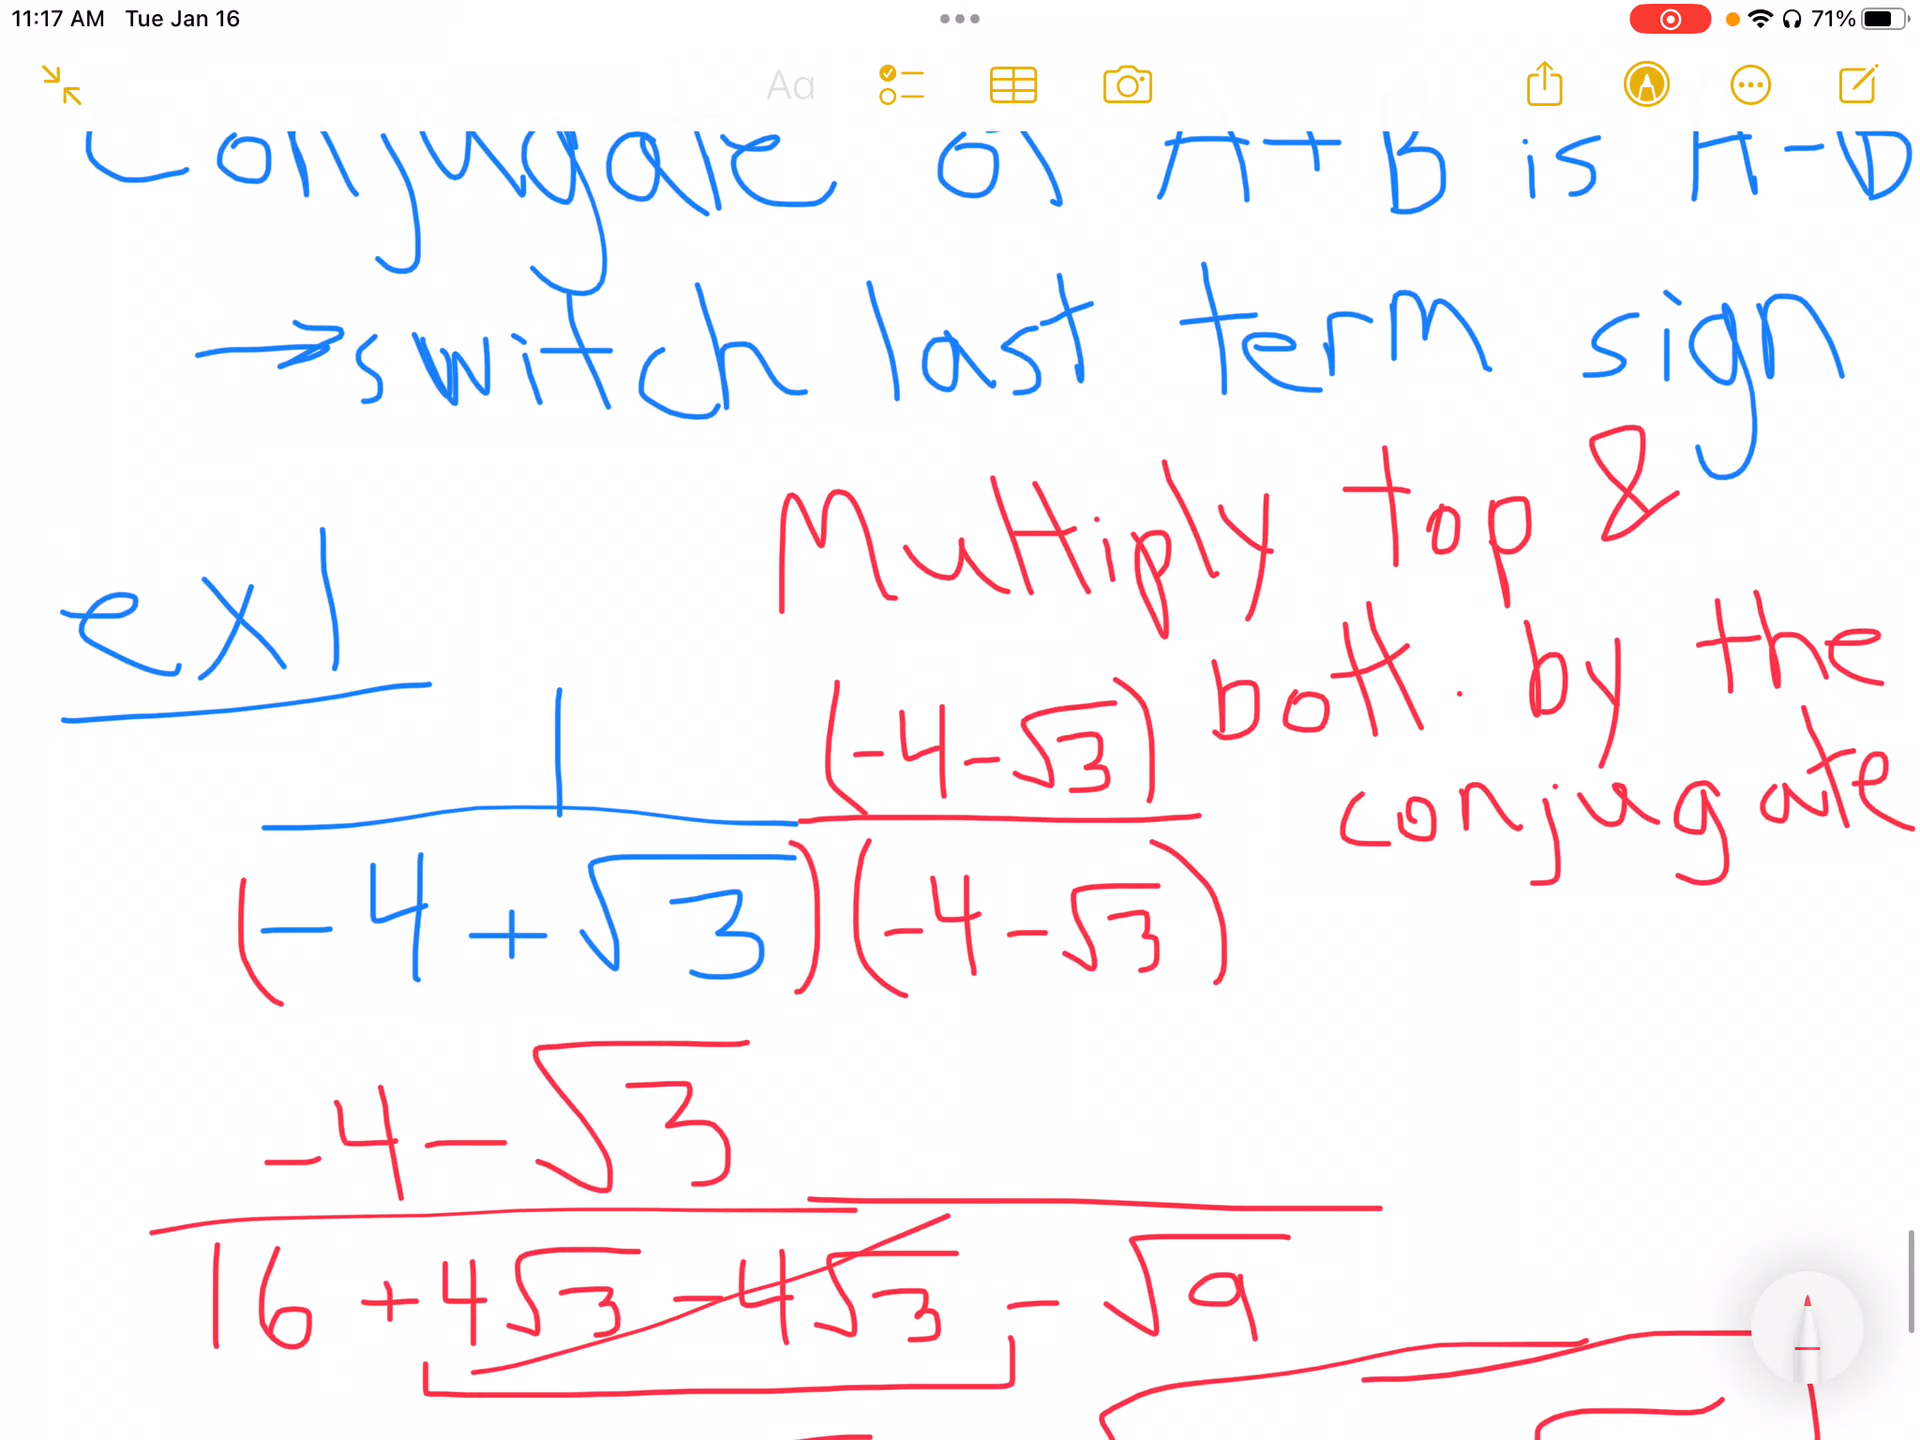 11:17 AM Tue Jan 16
71%
Aa
Conjugate of A+B is A-B
→switch last term sign
Multiply top &
bott. by the
conjugate
ex1
1 (-4-√3)
(-4+√3)(-4-√3)
-4-√3
16+4√3-4√3-√9